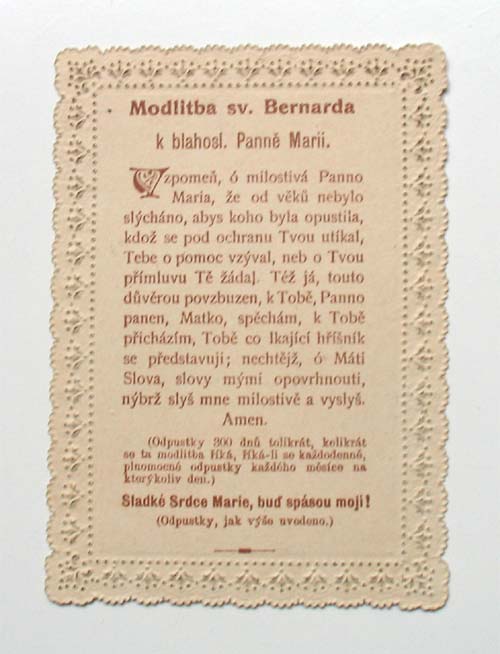 Modlitba sv. Bernarda
k blahosl. Panně Marii.
Vzpomeň, ó milostivá Panno
Maria, že od věků nebylo
slýcháno, abys koho byla opustila,
kdož se pod ochranu Tvou utíkal,
Tebe o pomoc vzýval, neb o Tvou
přímluvu Tě žádal. Též já, touto
důvěrou povzbuzen, k Tobě, Panno
panen, Matko, spěchám, k Tobě
přicházím, Tobě co lkající hříšník
se představuji; nechtějž, ó Máti
Slova, slovy mými opovrhnouti,
nýbrž slyš mne milostivě a vyslyš.
Amen.
(Odpustky 300 dnů tolikrát, kolikrát
se ta modlitba říká, říká-li se každodenně,
plnomocné odpustky každého měsíce na
kterýkoliv den.)
Sladké Srdce Marie, buď spásou mojí!
(Odpustky, jak výše uvedeno.)